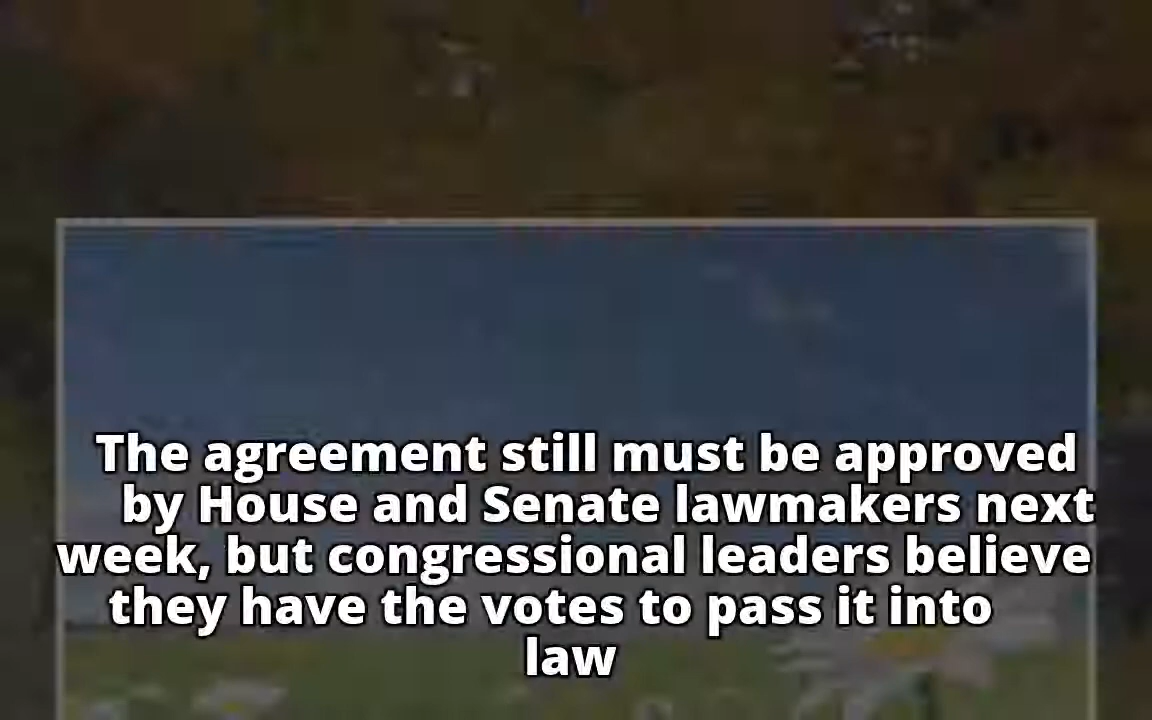 The agreement still must be approved
by House and Senate lawmakers next
week, but congressional leaders believe
they have the votes to pass it into
law